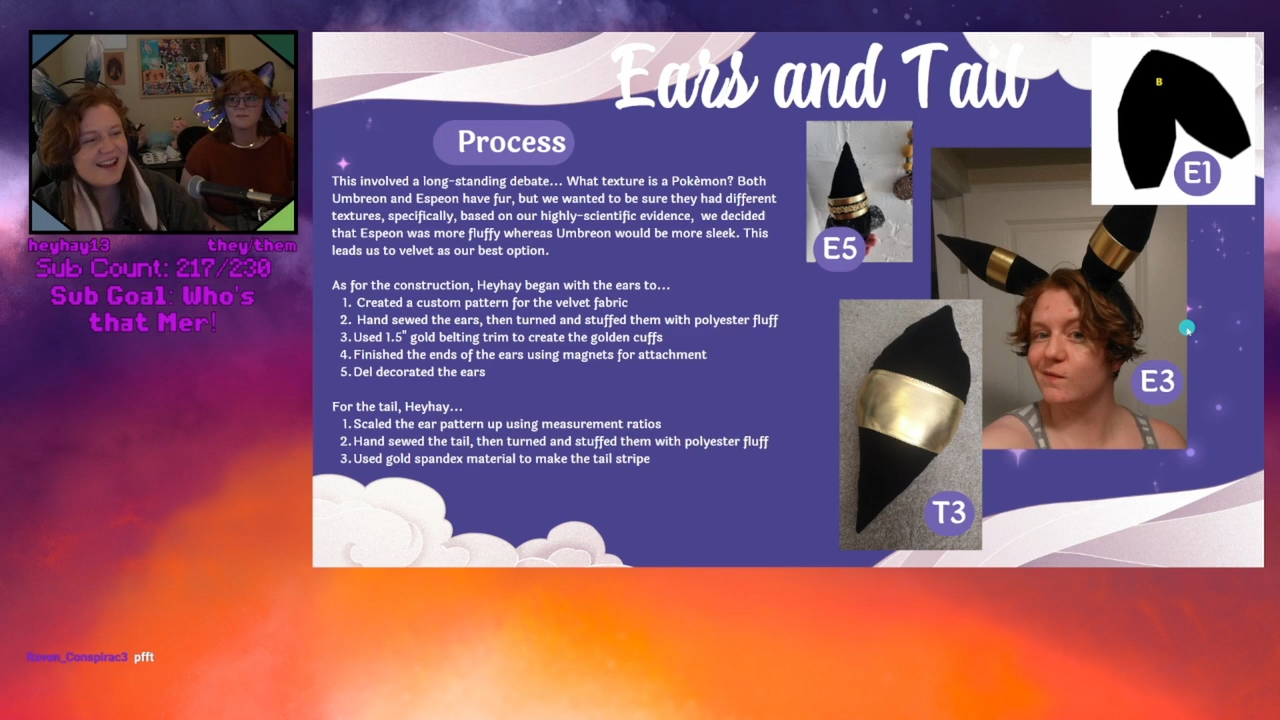 Ears and Tail
B
E1
Process
This involved a long-standing debate... What texture is a Pokèmon? Both
Umbreon and Espeon have fur, but we wanted to be sure they had different
textures, specifically, based on our highly-scientific evidence, we decided
that Espeon was more fluffy whereas Umbreon would be more sleek. This
leads us to velvet as our best option.
As for the construction, Heyhay began with the ears to...
1. Created a custom pattern for the velvet fabric
2. Hand sewed the ears, then turned and stuffed them with polyester fluff
3. Used 1.5" gold belting trim to create the golden cuffs
4. Finished the ends of the ears using magnets for attachment
5. Del decorated the ears
For the tail, Heyhay...
1. Scaled the ear pattern up using measurement ratios
2. Hand sewed the tail, then turned and stuffed them with polyester fluff
3. Used gold spandex material to make the tail stripe
E5
E3
T3
heyhay13 they/them
Sub Count: 217/230
Sub Goal: Who's
that Mer!
Raven_Conspirac3 pfft